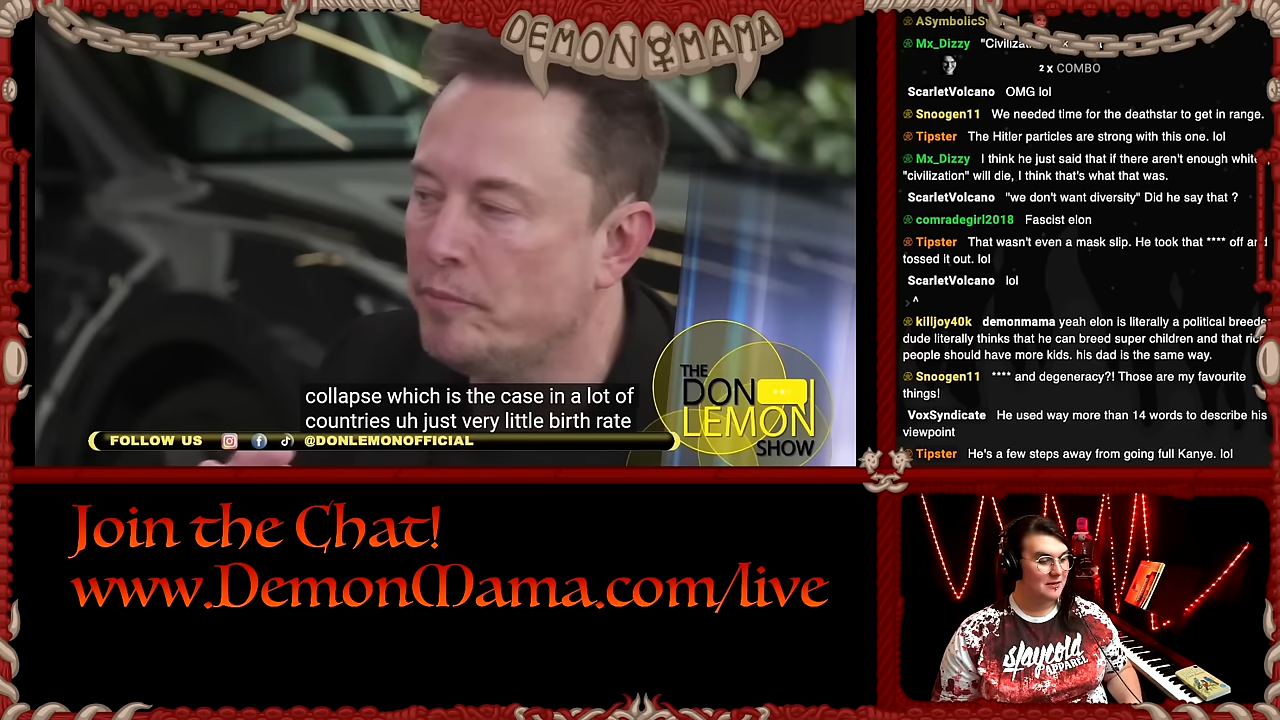 DEMON MAMA
collapse which is the case in a lot of
countries uh just very little birth rate
FOLLOW US @DONLEMONOFFICIAL
THE
DON
LEMON
SHOW
Mx_Dizzy
2 x COMBO
ScarletVolcano OMG lol
Snoogen11 We needed time for the deathstar to get in range.
Tipster The Hitler particles are strong with this one. lol
Mx_Dizzy I think he just said that if there aren't enough white
"civilization" will die, I think that's what that was.
ScarletVolcano "we don't want diversity" Did he say that ?
comradegirl2018 Fascist elon
Tipster That wasn't even a mask slip. He took that **** off and
tossed it out. lol
ScarletVolcano lol
^
killjoy40k demonmama yeah elon is literally a political breeder
dude literally thinks that he can breed super children and that rich
people should have more kids. his dad is the same way.
Snoogen11 **** and degeneracy?! Those are my favourite
things!
VoxSyndicate He used way more than 14 words to describe his
viewpoint
Tipster He's a few steps away from going full Kanye. lol
Join the Chat!
www.DemonMama.com/live
slaycold
APPAREL